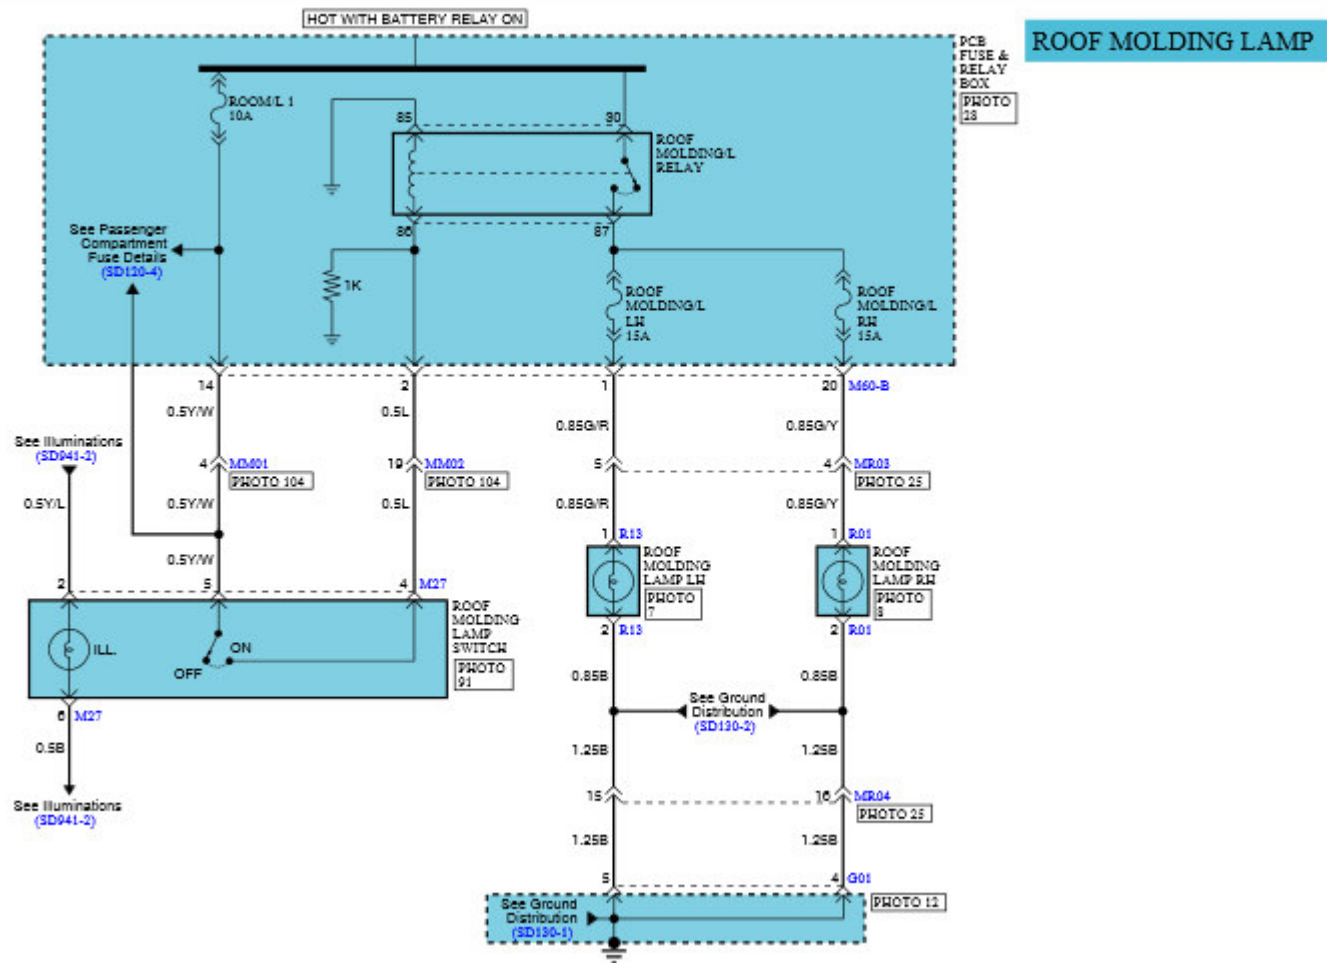 HOT WITH BATTERY RELAY ON
ROOF MOLDING LAMP
PCB
FUSE &
RELAY
BOX
PHOTO
28
ROOM/L 1
10A
85
30
ROOF
MOLDING/L
RELAY
86
87
See Passenger
Compartment
Fuse Details
(SD120-4)
1K
ROOF
MOLDING/L
LH
15A
ROOF
MOLDING/L
RH
15A
14
2
1
20
M60-B
0.5Y/W
0.5L
0.85G/R
0.85G/Y
See Illuminations
(SD941-2)
4
MM01
PHOTO 104
19
MM02
PHOTO 104
5
4
MR03
PHOTO 25
0.5Y/L
0.5Y/W
0.5L
0.85G/R
0.85G/Y
0.5Y/W
1
R13
1
R01
ROOF
MOLDING
LAMP LH
PHOTO
7
ROOF
MOLDING
LAMP RH
PHOTO
8
2
5
4
M27
ROOF
MOLDING
LAMP
SWITCH
PHOTO
91
ILL.
ON
OFF
2
R13
2
R01
0.85B
0.85B
6
M27
See Ground
Distribution
(SD130-2)
0.5B
1.25B
1.25B
See Illuminations
(SD941-2)
15
16
MR04
PHOTO 25
1.25B
1.25B
5
4
G01
PHOTO 12
See Ground
Distribution
(SD130-1)